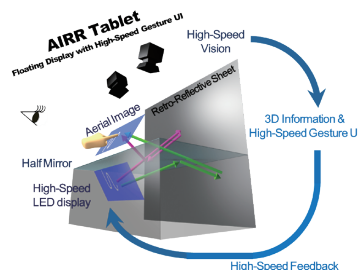 AIRR Tablet
Floating Display with High-Speed Gesture UI
High-Speed
Vision
Retro-Reflective Sheet
Aerial Image
3D Information &
High-Speed Gesture U
Half Mirror
High-Speed
LED display
High-Speed Feedback